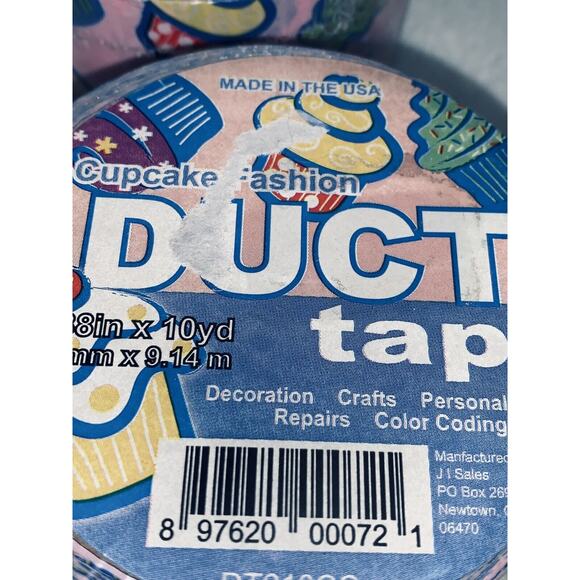 MADE IN THE USA
Cupcake Fashion
DUCT
tap
88in x 10yd
mm x 9.14 m
Decoration Crafts Personal
Repairs Color Coding
Manfactured
J I Sales
PO Box 269
Newtown, C
06470
8 97620 00072 1